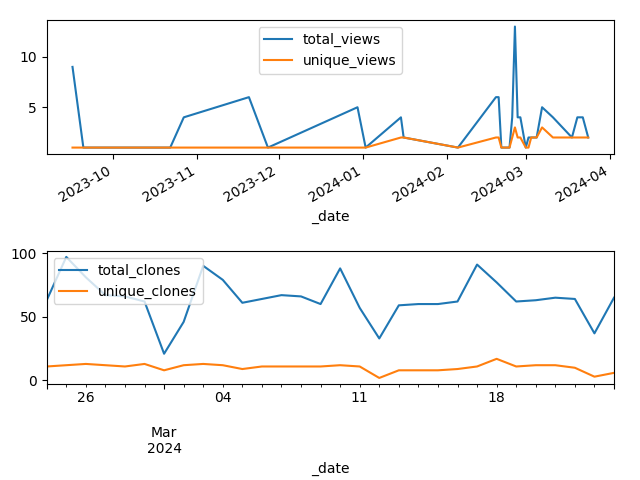 total_views
unique_views
10
5
2023-10
2023-11
2023-12
2024-01
2024-02
2024-03
2024-04
_date
total_clones
unique_clones
100
50
0
26
04
11
18
Mar
2024
_date